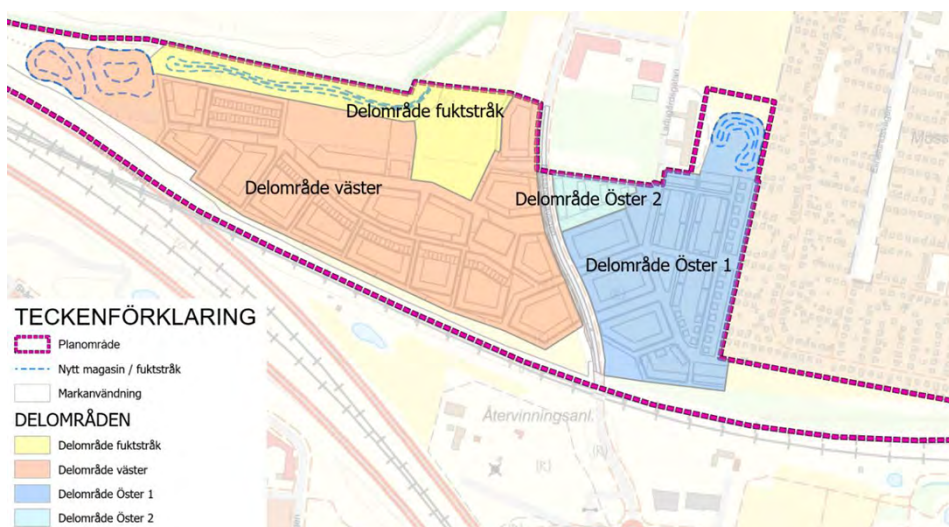 Delområde fuktstråk
Delområde väster
Delområde Öster 2
Delområde Öster 1
Återvinningsanl.
TECKENFÖRKLARING
Planområde
Nytt magasin / fuktstråk
Markanvändning
DELOMRÅDEN
Delområde fuktstråk
Delområde väster
Delområde Öster 1
Delområde Öster 2